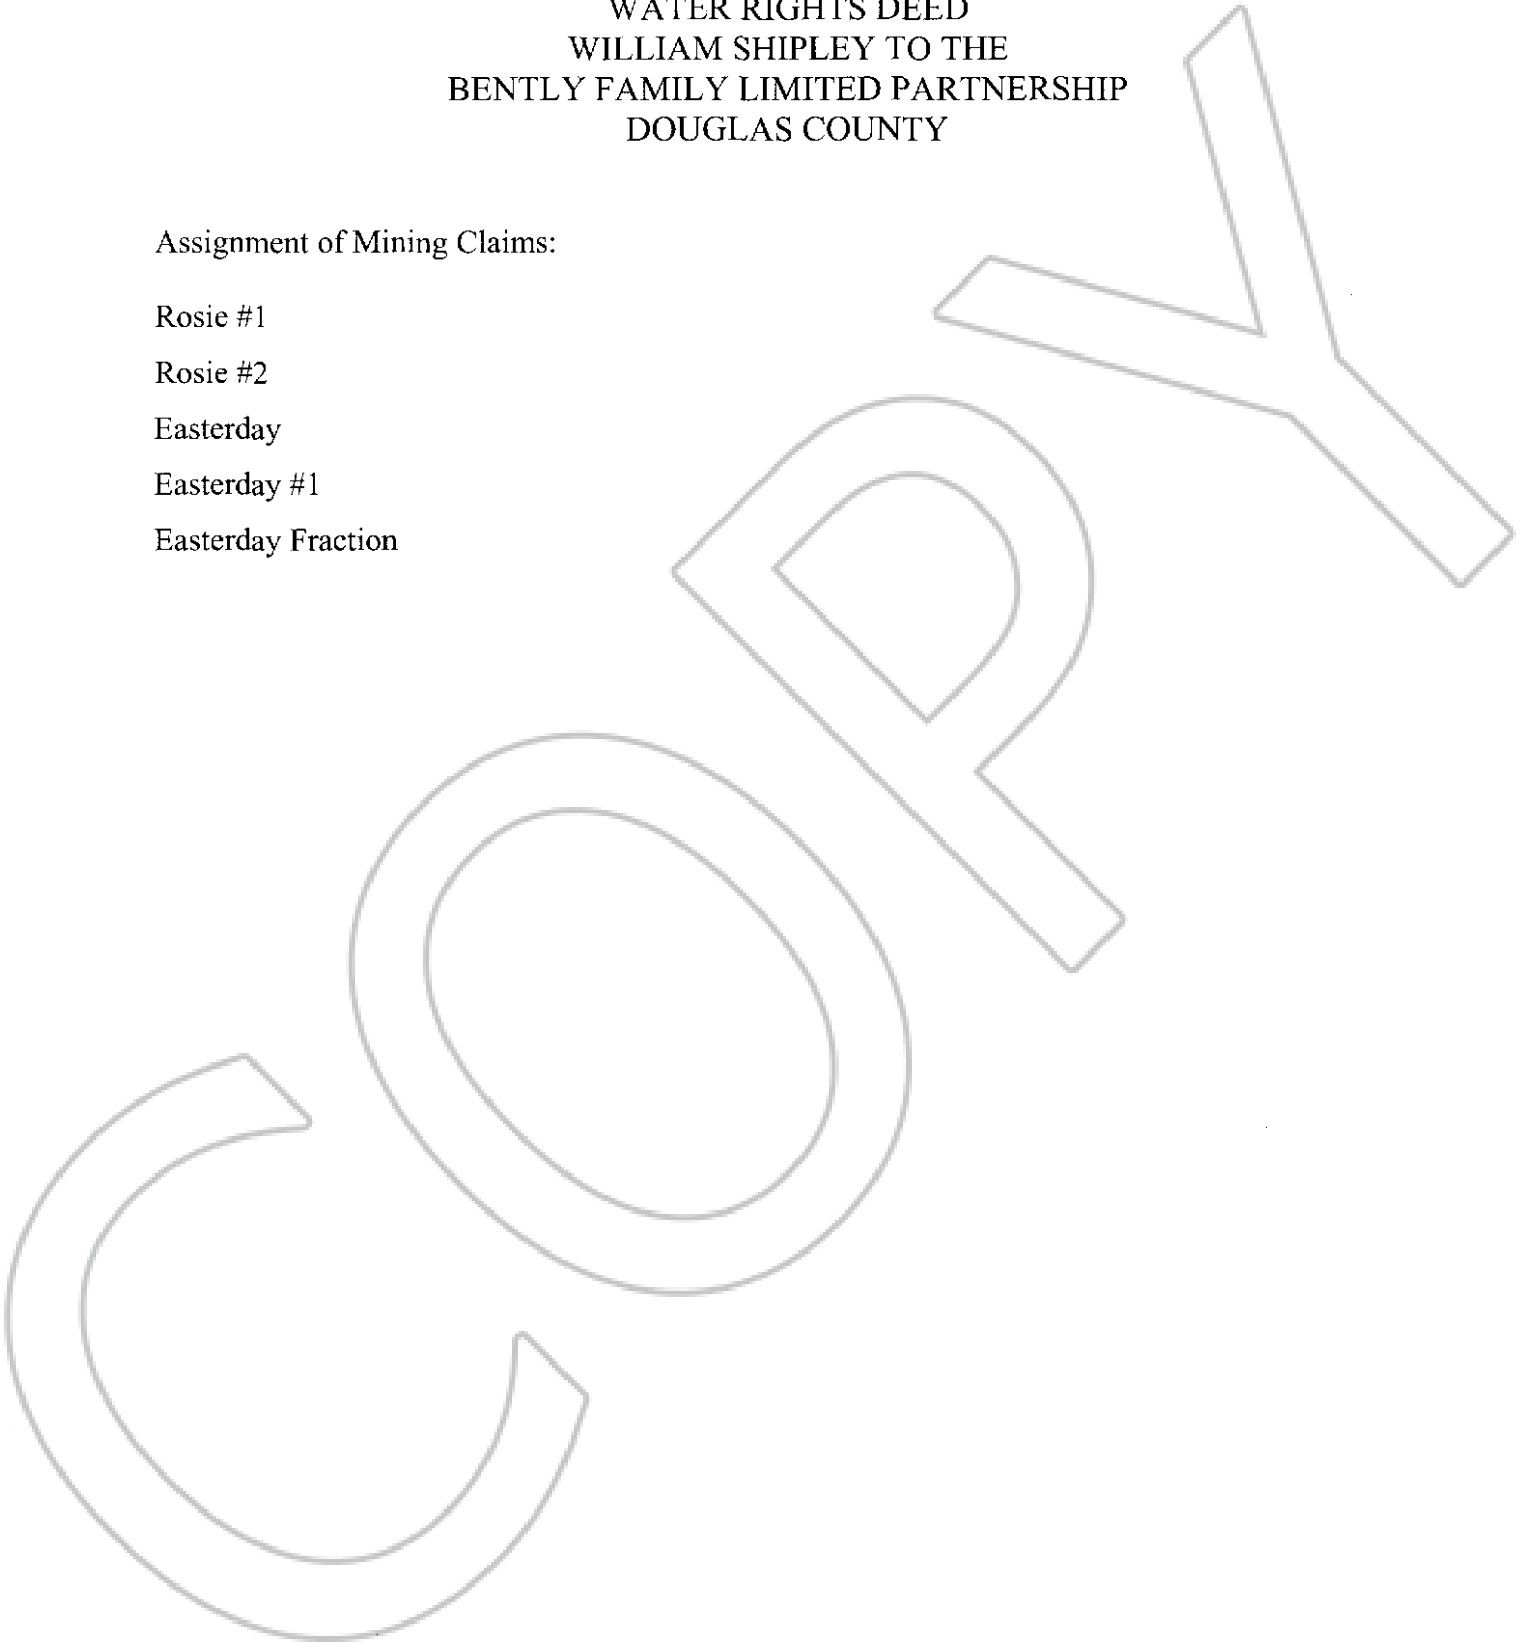 WATER RIGHTS DEED
WILLIAM SHIPLEY TO THE
BENTLY FAMILY LIMITED PARTNERSHIP
DOUGLAS COUNTY
Assignment of Mining Claims:
Rosie #1
Rosie #2
Easterday
Easterday #1
Easterday Fraction
COPY